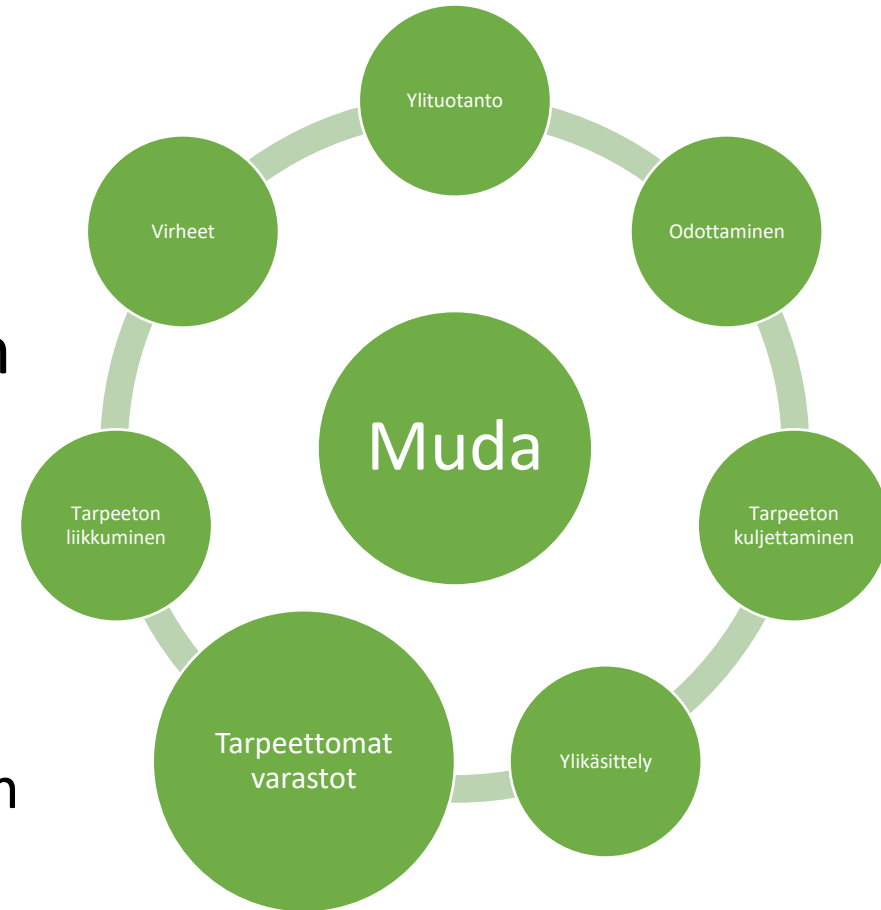 Ylituotanto
Odottaminen
Tarpeeton
kuljettaminen
Ylikäsittely
Tarpeettomat
varastot
Tarpeeton
liikkuminen
Virheet
Muda
n
n